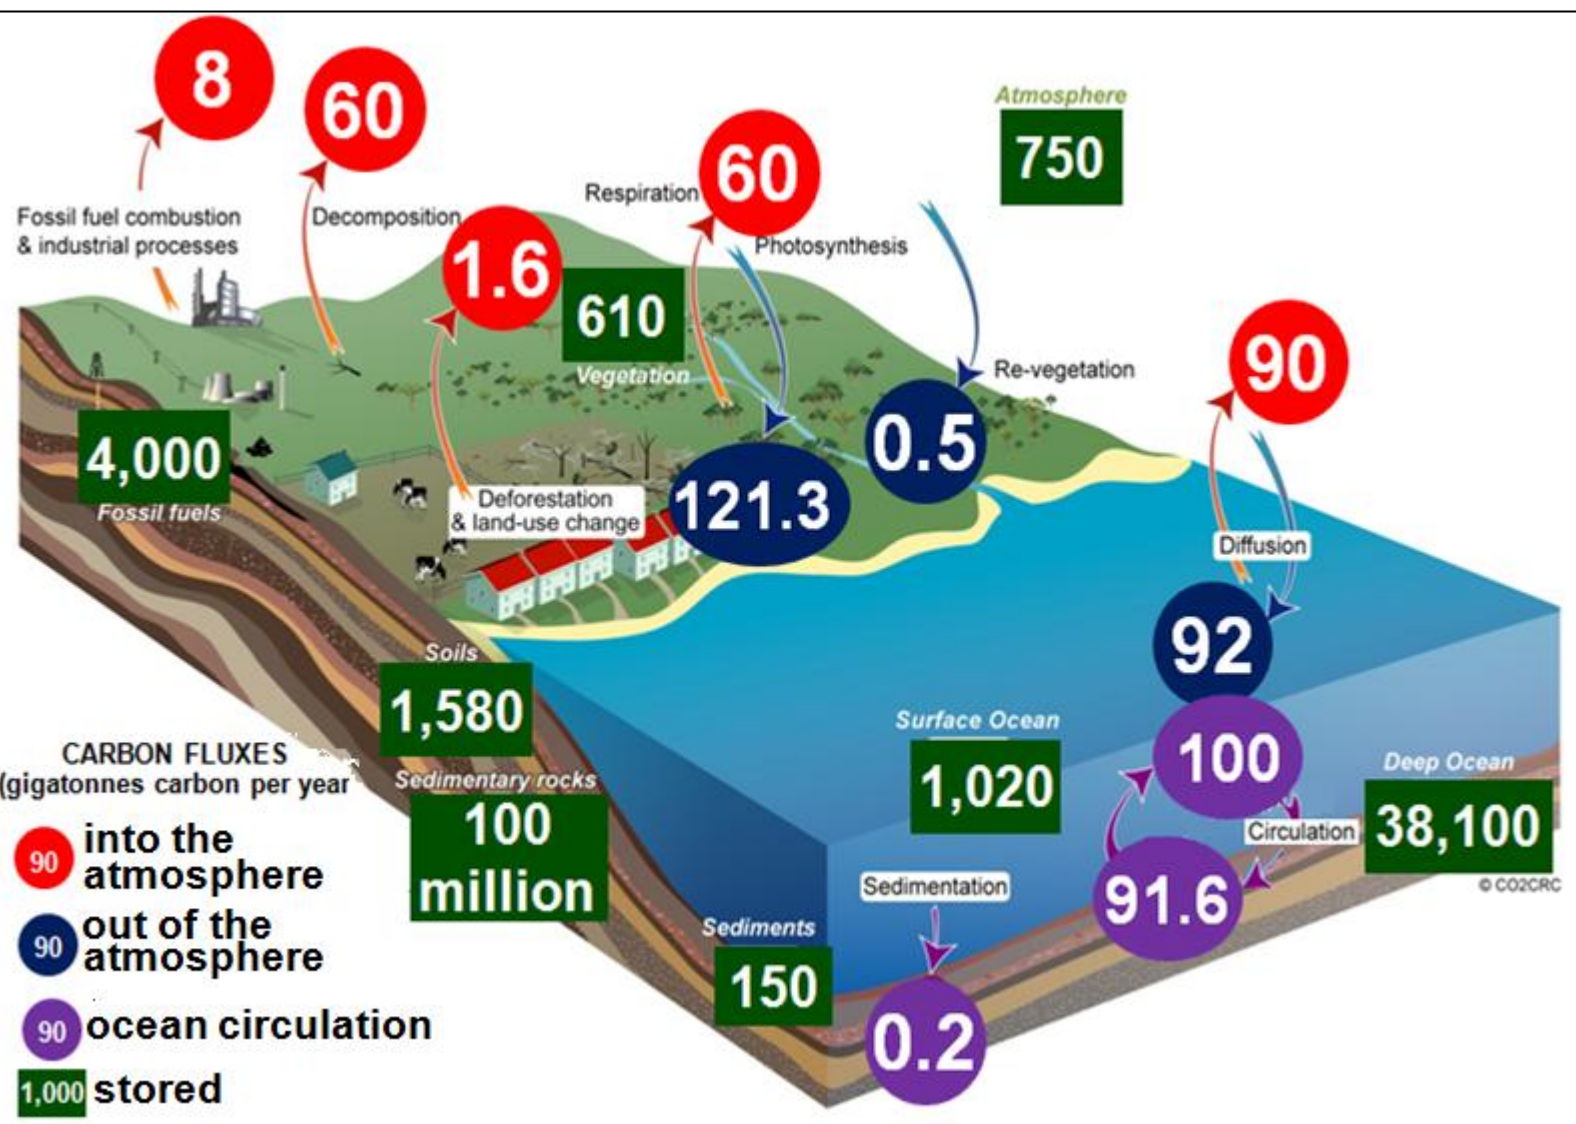 8
60
Atmosphere
750
Respiration
60
Fossil fuel combustion
& industrial processes
Decomposition
1.6
Photosynthesis
610
Vegetation
Re-vegetation
90
0.5
4,000
Fossil fuels
Deforestation
& land-use change
121.3
Diffusion
92
Soils
1,580
Surface Ocean
1,020
100
Deep Ocean
38,100
CARBON FLUXES
(gigatonnes carbon per year
Sedimentary rocks
100
million
Circulation
91.6
© CO2CRC
Sedimentation
Sediments
150
0.2
90 into the
atmosphere
90 out of the
atmosphere
90 ocean circulation
1,000 stored